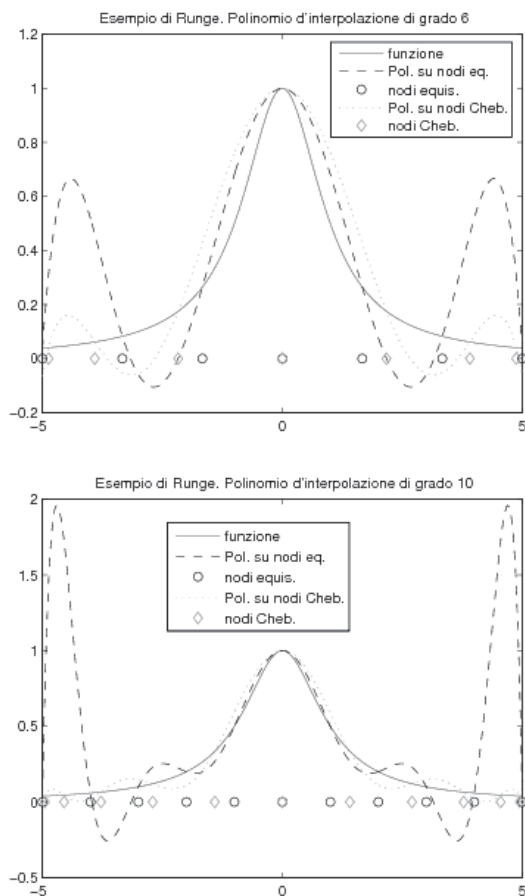 Esempio di Runge. Polinomio d'interpolazione di grado 6
1.2
funzione
Pol. su nodi eq.
nodi equis.
Pol. su nodi Cheb.
nodi Cheb.
1
0.8
0.6
0.4
0.2
0
−0.2
−5
0
5
Esempio di Runge. Polinomio d'interpolazione di grado 10
2
funzione
Pol. su nodi eq.
nodi equis.
Pol. su nodi Cheb.
nodi Cheb.
1.5
1
0.5
0
−0.5
−5
0
5